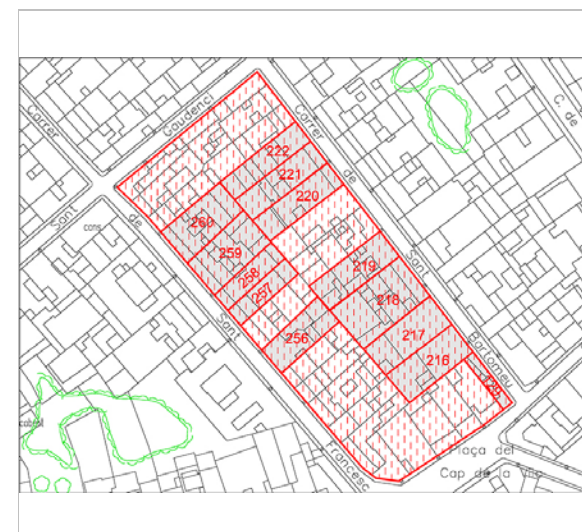 Carrer
Gaudenci
Carrer
C. de
Sant
de
de
cons.
222
221
220
260
259
258
257
256
219
218
217
216
Sant
Bartomeu
Sant
Francesc
Plaça del
Cap de la Vila